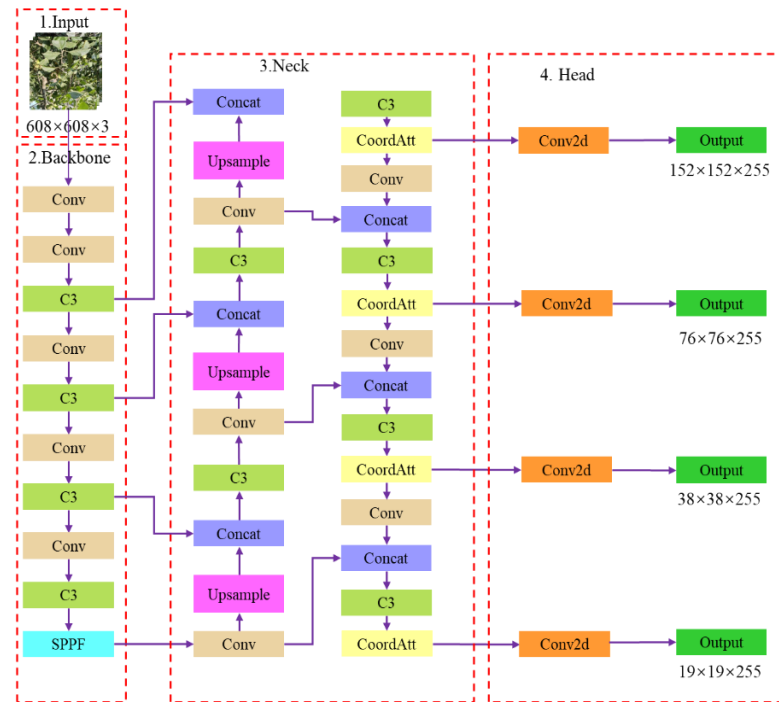 1.Input
608×608×3
2.Backbone
Conv
Conv
C3
Conv
C3
Conv
C3
Conv
C3
SPPF
3.Neck
Concat
Upsample
Conv
C3
Concat
Upsample
Conv
C3
Concat
Upsample
Conv
C3
CoordAtt
Conv
Concat
C3
CoordAtt
Conv
Concat
C3
CoordAtt
Conv
Concat
C3
CoordAtt
4. Head
Conv2d
Output
152×152×255
Conv2d
Output
76×76×255
Conv2d
Output
38×38×255
Conv2d
Output
19×19×255